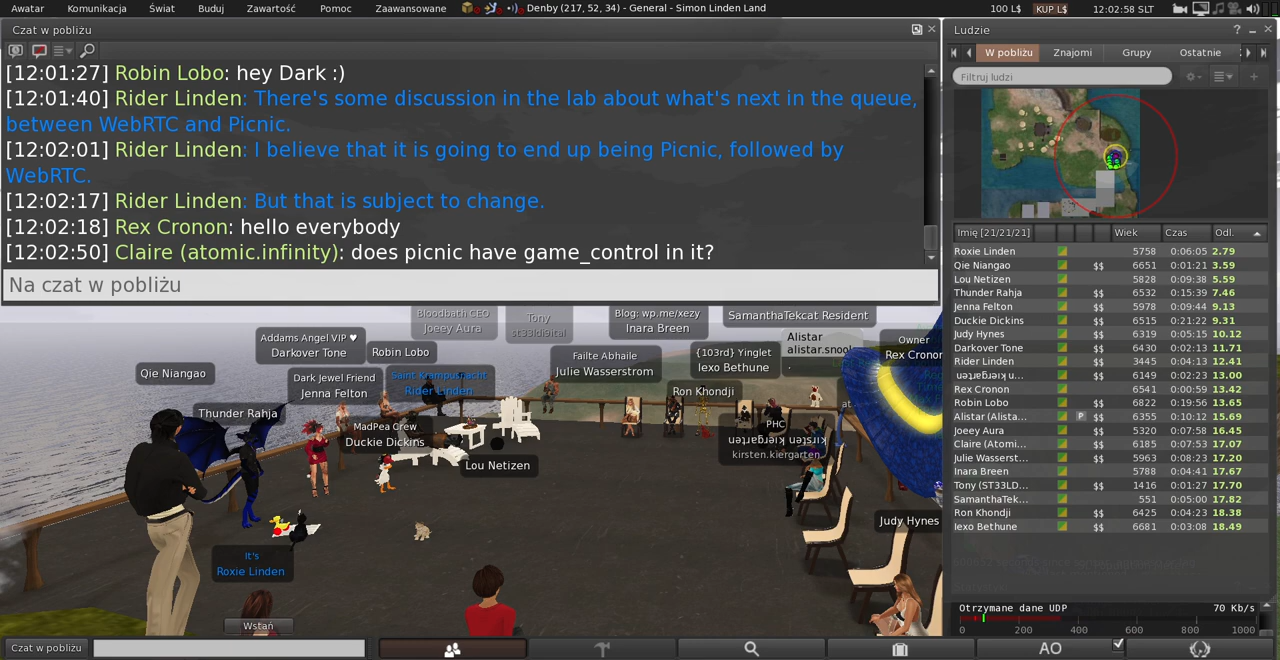 Awatar Komunikacja Świat Buduj Zawartość Pomoc Zaawansowane Denby (217, 52, 34) - General - Simon Linden Land 100 L$ KUP L$ 12:02:58 SLT
Czat w pobliżu
[12:01:27] Robin Lobo: hey Dark :)
[12:01:40] Rider Linden: There's some discussion in the lab about what's next in the queue,
between WebRTC and Picnic.
[12:02:01] Rider Linden: I believe that it is going to end up being Picnic, followed by
WebRTC.
[12:02:17] Rider Linden: But that is subject to change.
[12:02:18] Rex Cronon: hello everybody
[12:02:50] Claire (atomic.infinity): does picnic have game_control in it?
Na czat w pobliżu
Bloodbath CEO
Joeey Aura
Tony
st33ld19ital
Blog: wp.me/xezy
Inara Breen
SamanthaTekcat Resident
Addams Angel VIP ♥
Darkover Tone
Robin Lobo
Failte Abhaile
Julie Wasserstrom
{103rd} Yinglet
Iexo Bethune
Alistar
alistar.snook
.
Owner
Rex Cronon
Qie Niangao
Dark Jewel Friend
Jenna Felton
Saint Krampusnacht
Rider Linden
Ron Khondji
at
Thunder Rahja
MadPea Crew
Duckie Dickins
PHC
uǝʇɹɐƃɹǝıʞ uǝʇsɹıʞ
kirsten.kiergarten
Lou Netizen
Judy Hynes
It's
Roxie Linden
Wstań
Czat w pobliżu
AO
Ludzie
? _ ×
W pobliżu Znajomi Grupy Ostatnie
Filtruj ludzi
Imię [21/21/21] Wiek Czas Odl.
Roxie Linden 5758 0:06:05 2.79
Qie Niangao $$ 6651 0:01:21 3.59
Lou Netizen 5828 0:09:38 5.59
Thunder Rahja $$ 6532 0:15:39 7.46
Jenna Felton $$ 5978 0:09:44 9.13
Duckie Dickins $$ 6515 0:21:22 9.31
Judy Hynes $$ 6319 0:05:15 10.12
Darkover Tone $$ 6430 0:02:13 11.71
Rider Linden $$ 3445 0:04:13 12.41
uǝʇɹɐƃɹǝıʞ u... $$ 6149 0:02:23 13.00
Rex Cronon 6541 0:00:59 13.42
Robin Lobo $$ 6822 0:19:56 13.65
Alistar (Alista... P $$ 6355 0:10:12 15.69
Joeey Aura $$ 5320 0:07:58 16.45
Claire (Atomi... $$ 6185 0:07:53 17.07
Julie Wasserst... $$ 5963 0:08:23 17.20
Inara Breen 5788 0:04:41 17.67
Tony (ST33LD... $$ 1416 0:01:27 17.70
SamanthaTek... 551 0:05:00 17.82
Ron Khondji $$ 6425 0:04:23 18.38
Iexo Bethune $$ 6681 0:03:08 18.49
Otrzymane dane UDP 70 Kb/s
0 200 400 600 800 1000